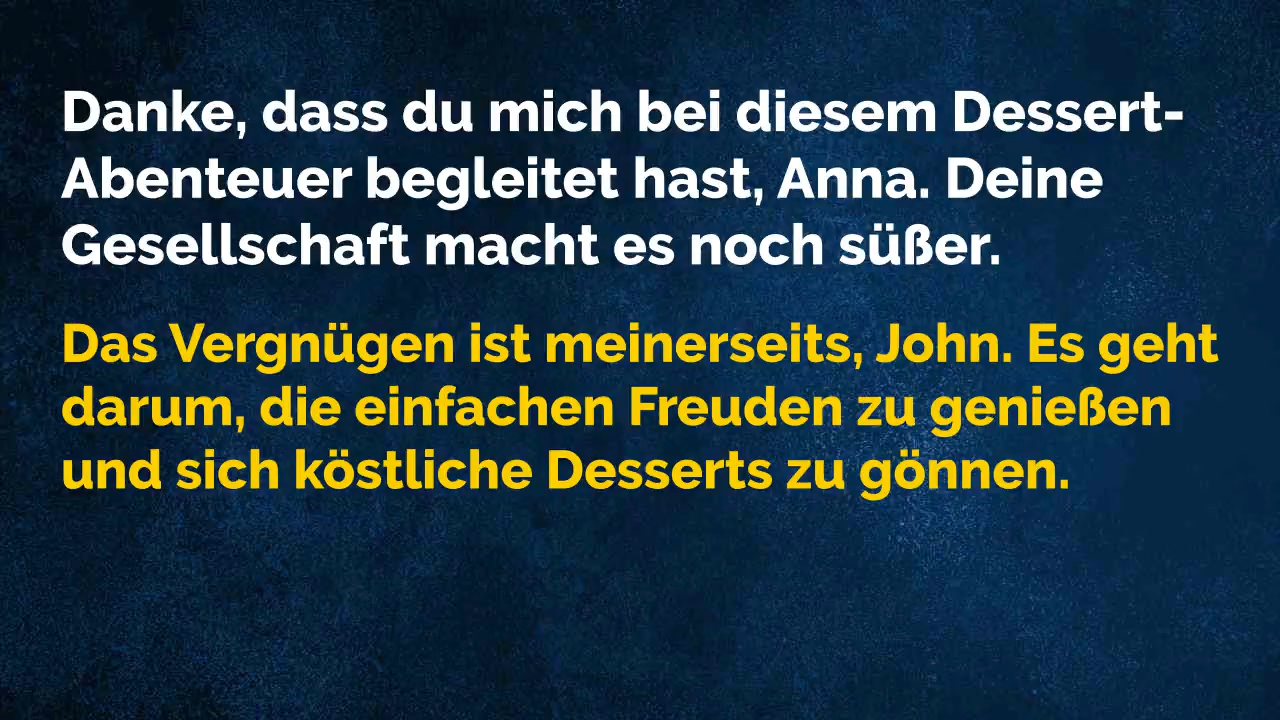 Danke, dass du mich bei diesem Dessert-
Abenteuer begleitet hast, Anna. Deine
Gesellschaft macht es noch süßer.
Das Vergnügen ist meinerseits, John. Es geht
darum, die einfachen Freuden zu genießen
und sich köstliche Desserts zu gönnen.